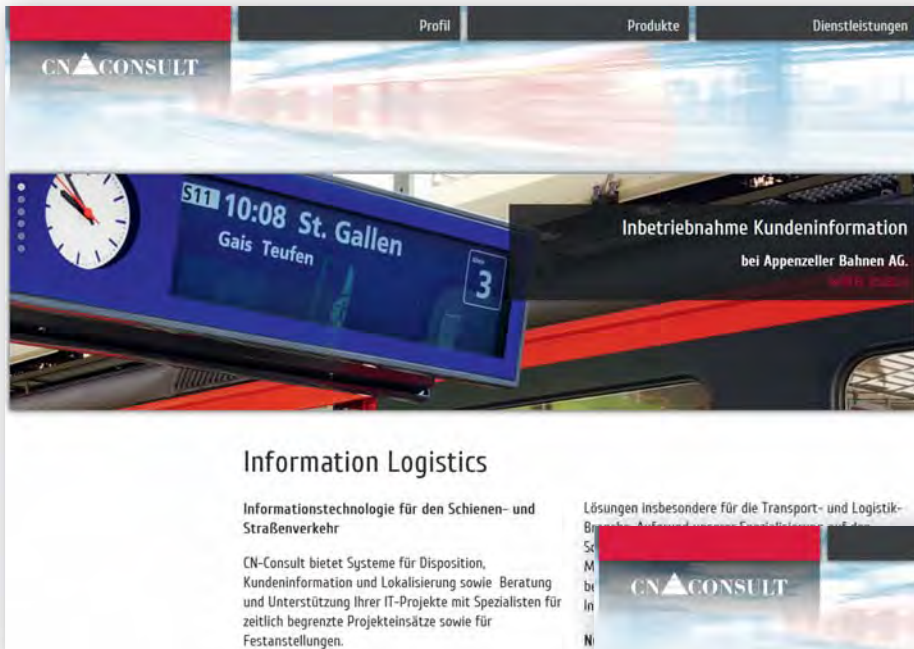 Profil
Produkte
Dienstleistungen
CN CONSULT
S11 10:08 St. Gallen
Gais Teufen
3
Inbetriebnahme Kundeninformation
bei Appenzeller Bahnen AG.
Information Logistics
Informationstechnologie für den Schienen- und
Straßenverkehr
CN-Consult bietet Systeme für Disposition,
Kundeninformation und Lokalisierung sowie Beratung
und Unterstützung Ihrer IT-Projekte mit Spezialisten für
zeitlich begrenzte Projekteinsätze sowie für
Festanstellungen.
Lösungen insbesondere für die Transport- und Logistik-
CN CONSULT